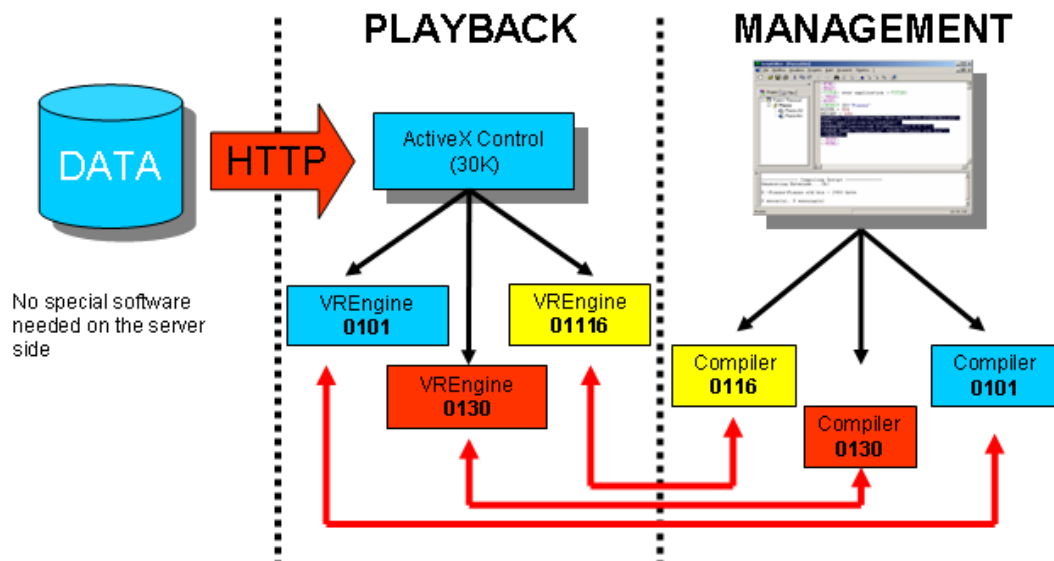 PLAYBACK
MANAGEMENT
DATA
HTTP
ActiveX Control
(30K)
No special software
needed on the server
side
VREngine
0101
VREngine
01116
VREngine
0130
Compiler
0116
Compiler
0101
Compiler
0130